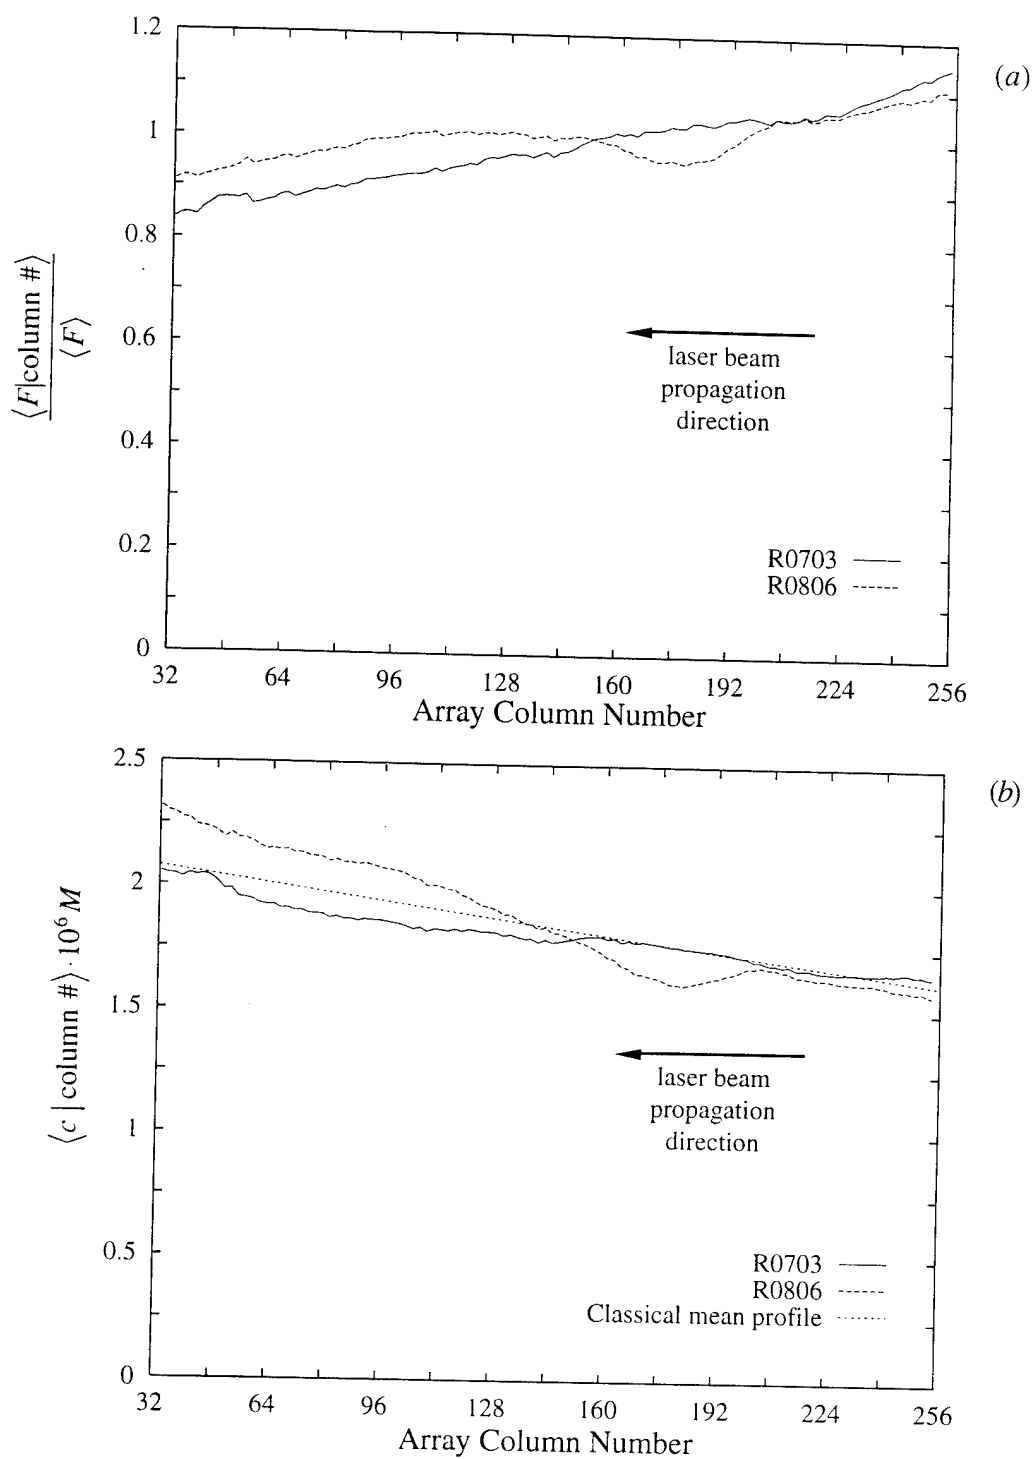 1.2
(a)
1
0.8
0.6
0.4
0.2
0
⟨F|column #⟩
⟨F⟩
laser beam
propagation
direction
R0703
R0806
32 64 96 128 160 192 224 256
Array Column Number
2.5
(b)
2
1.5
1
0.5
0
⟨c | column #⟩ · 10⁶ M
laser beam
propagation
direction
R0703
R0806
Classical mean profile
32 64 96 128 160 192 224 256
Array Column Number